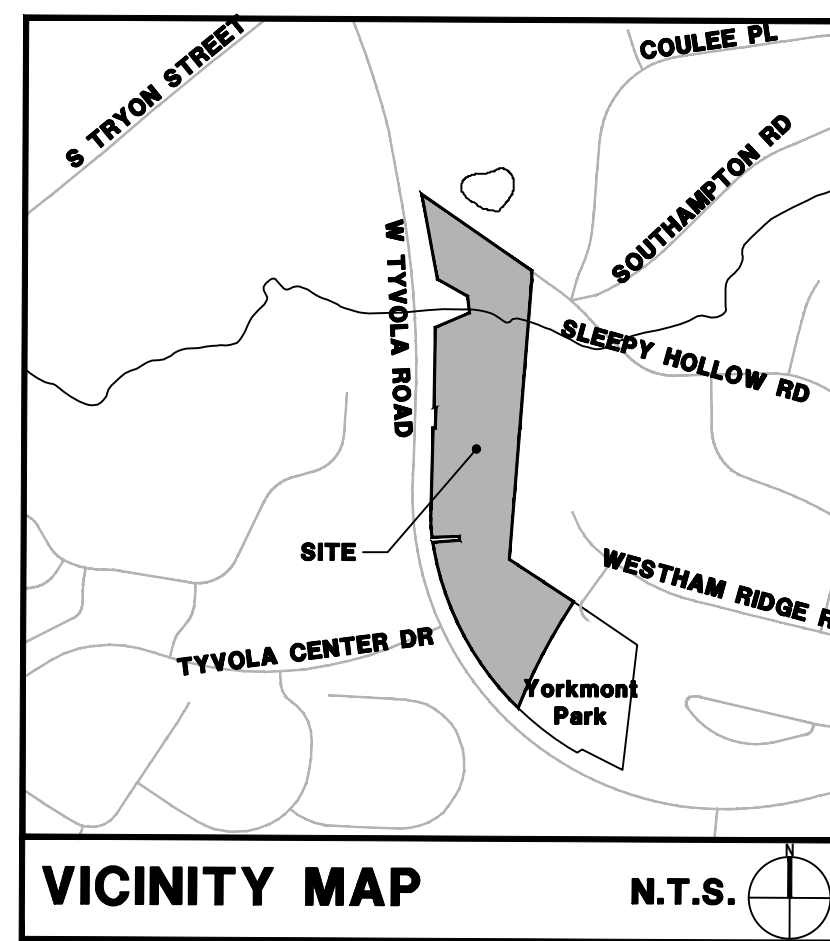 S TRYON STREET
COULEE PL
SOUTHAMPTON RD
W TYVOLA ROAD
SLEEPY HOLLOW RD
SITE
WESTHAM RIDGE R
TYVOLA CENTER DR
Yorkmont
Park
VICINITY MAP
N.T.S.
N